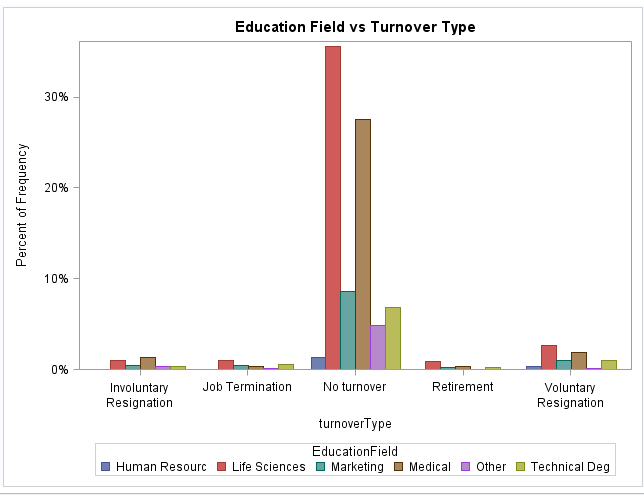 Education Field vs Turnover Type
Percent of Frequency
30%
20%
10%
0%
Involuntary
Resignation
Job Termination
No turnover
Retirement
Voluntary
Resignation
turnoverType
EducationField
Human Resourc Life Sciences Marketing Medical Other Technical Deg